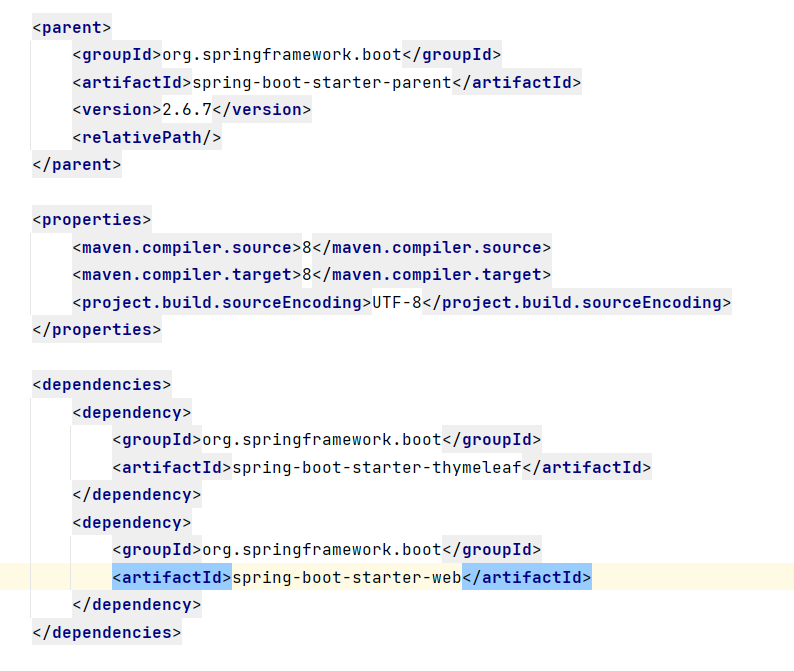 <parent>
    <groupId>org.springframework.boot</groupId>
    <artifactId>spring-boot-starter-parent</artifactId>
    <version>2.6.7</version>
    <relativePath/>
</parent>
<properties>
    <maven.compiler.source>8</maven.compiler.source>
    <maven.compiler.target>8</maven.compiler.target>
    <project.build.sourceEncoding>UTF-8</project.build.sourceEncoding>
</properties>
<dependencies>
    <dependency>
        <groupId>org.springframework.boot</groupId>
        <artifactId>spring-boot-starter-thymeleaf</artifactId>
    </dependency>
    <dependency>
        <groupId>org.springframework.boot</groupId>
        <artifactId>spring-boot-starter-web</artifactId>
    </dependency>
</dependencies>